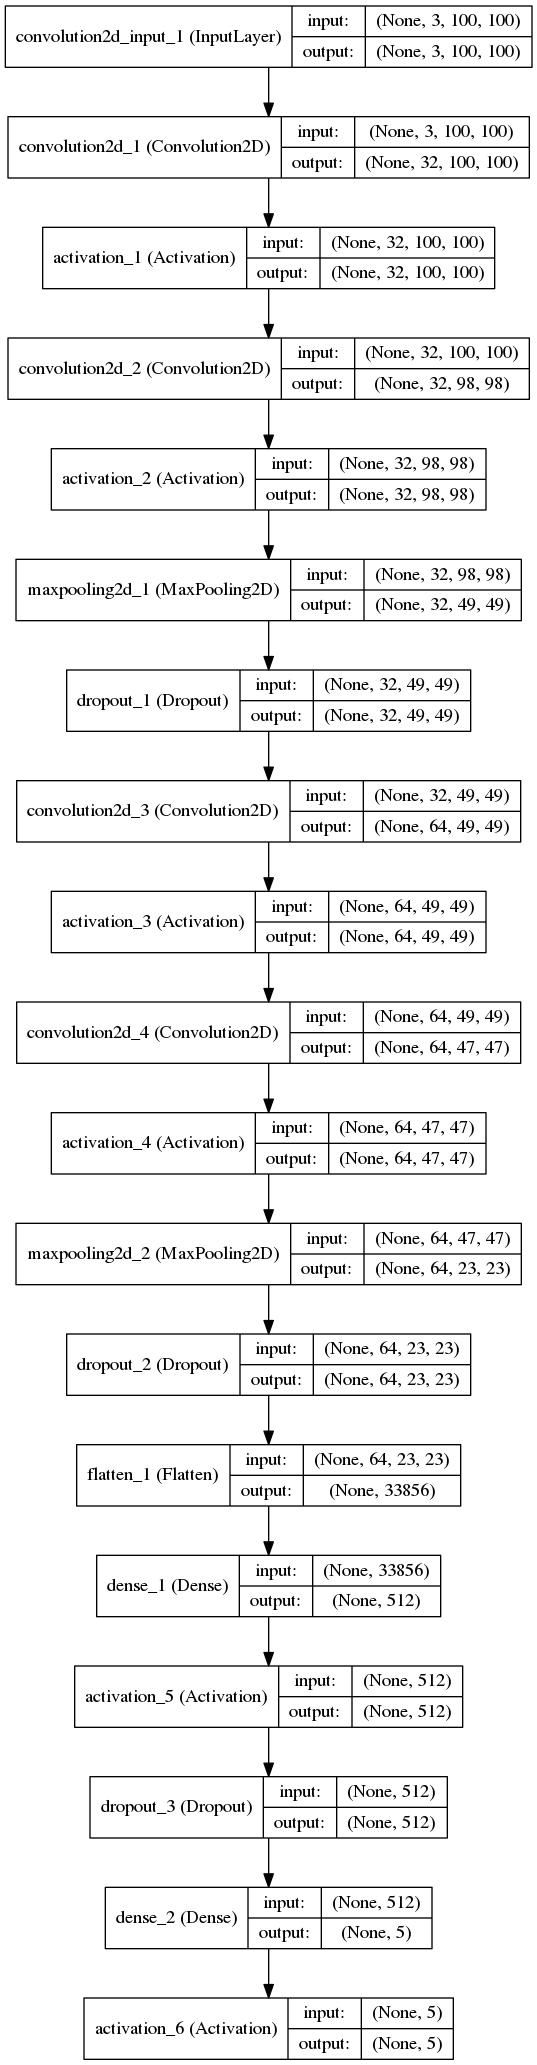 convolution2d_input_1 (InputLayer) input: (None, 3, 100, 100)
output: (None, 3, 100, 100)
convolution2d_1 (Convolution2D) input: (None, 3, 100, 100)
output: (None, 32, 100, 100)
activation_1 (Activation) input: (None, 32, 100, 100)
output: (None, 32, 100, 100)
convolution2d_2 (Convolution2D) input: (None, 32, 100, 100)
output: (None, 32, 98, 98)
activation_2 (Activation) input: (None, 32, 98, 98)
output: (None, 32, 98, 98)
maxpooling2d_1 (MaxPooling2D) input: (None, 32, 98, 98)
output: (None, 32, 49, 49)
dropout_1 (Dropout) input: (None, 32, 49, 49)
output: (None, 32, 49, 49)
convolution2d_3 (Convolution2D) input: (None, 32, 49, 49)
output: (None, 64, 49, 49)
activation_3 (Activation) input: (None, 64, 49, 49)
output: (None, 64, 49, 49)
convolution2d_4 (Convolution2D) input: (None, 64, 49, 49)
output: (None, 64, 47, 47)
activation_4 (Activation) input: (None, 64, 47, 47)
output: (None, 64, 47, 47)
maxpooling2d_2 (MaxPooling2D) input: (None, 64, 47, 47)
output: (None, 64, 23, 23)
dropout_2 (Dropout) input: (None, 64, 23, 23)
output: (None, 64, 23, 23)
flatten_1 (Flatten) input: (None, 64, 23, 23)
output: (None, 33856)
dense_1 (Dense) input: (None, 33856)
output: (None, 512)
activation_5 (Activation) input: (None, 512)
output: (None, 512)
dropout_3 (Dropout) input: (None, 512)
output: (None, 512)
dense_2 (Dense) input: (None, 512)
output: (None, 5)
activation_6 (Activation) input: (None, 5)
output: (None, 5)